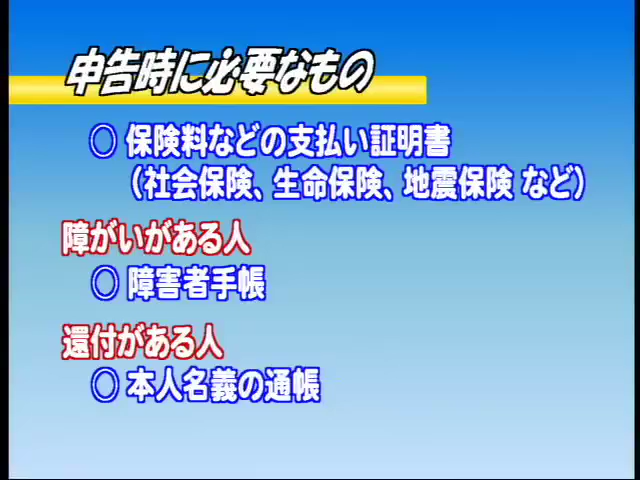 申告時に必要なもの
○ 保険料などの支払い証明書
（社会保険、生命保険、地震保険 など）
障がいがある人
○ 障害者手帳
還付がある人
○ 本人名義の通帳